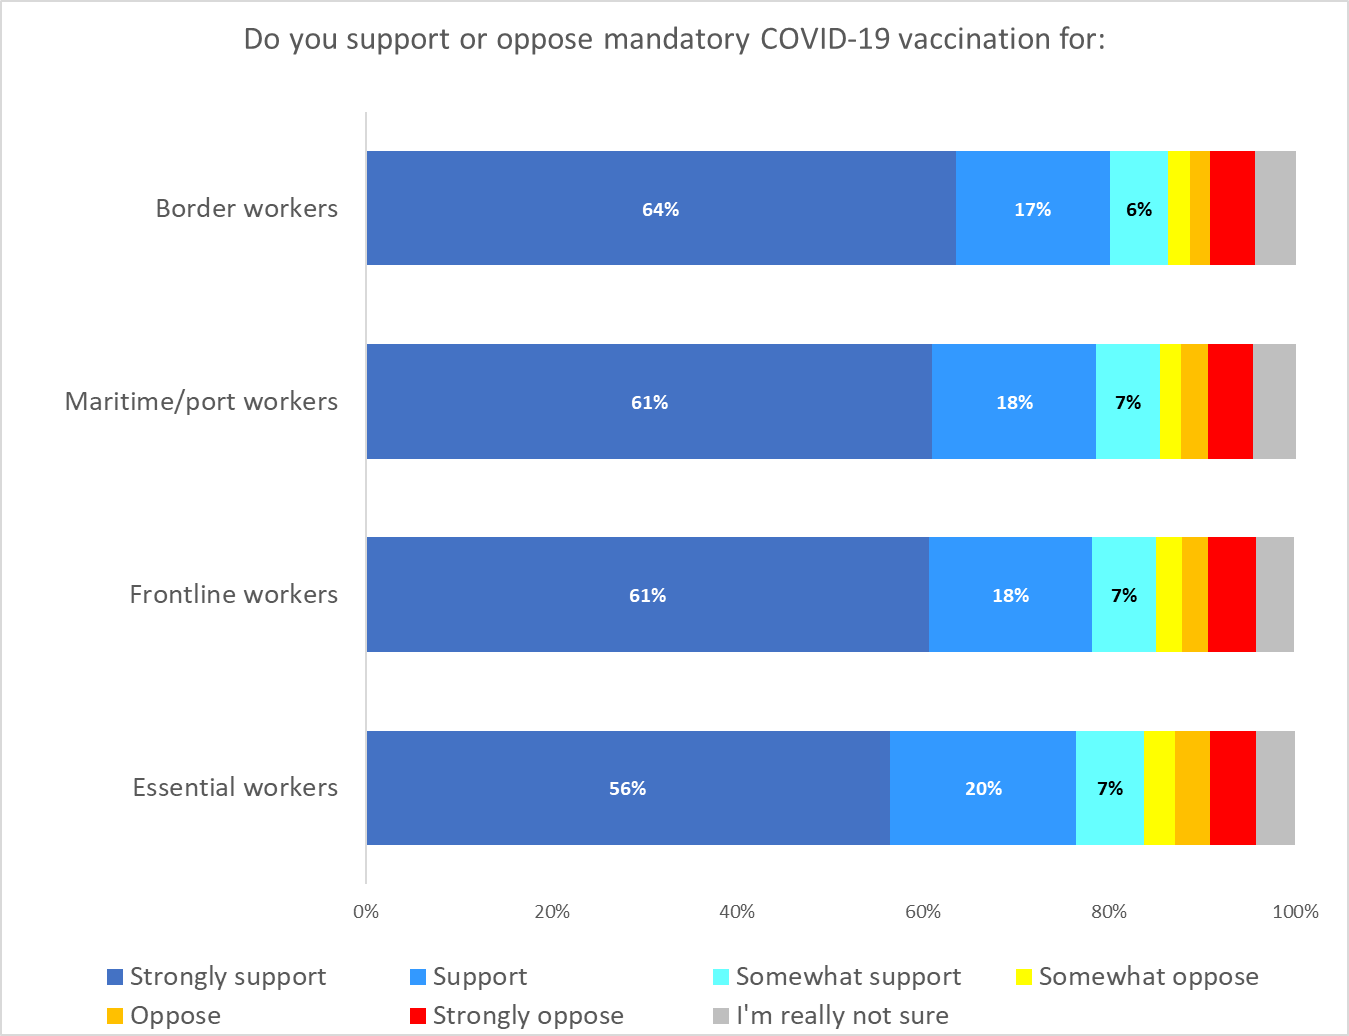 Do you support or oppose mandatory COVID-19 vaccination for:
Border workers
64%
17%
6%
Maritime/port workers
61%
18%
7%
Frontline workers
61%
18%
7%
Essential workers
56%
20%
7%
0%
20%
40%
60%
80%
100%
Strongly support
Support
Somewhat support
Somewhat oppose
Oppose
Strongly oppose
I'm really not sure